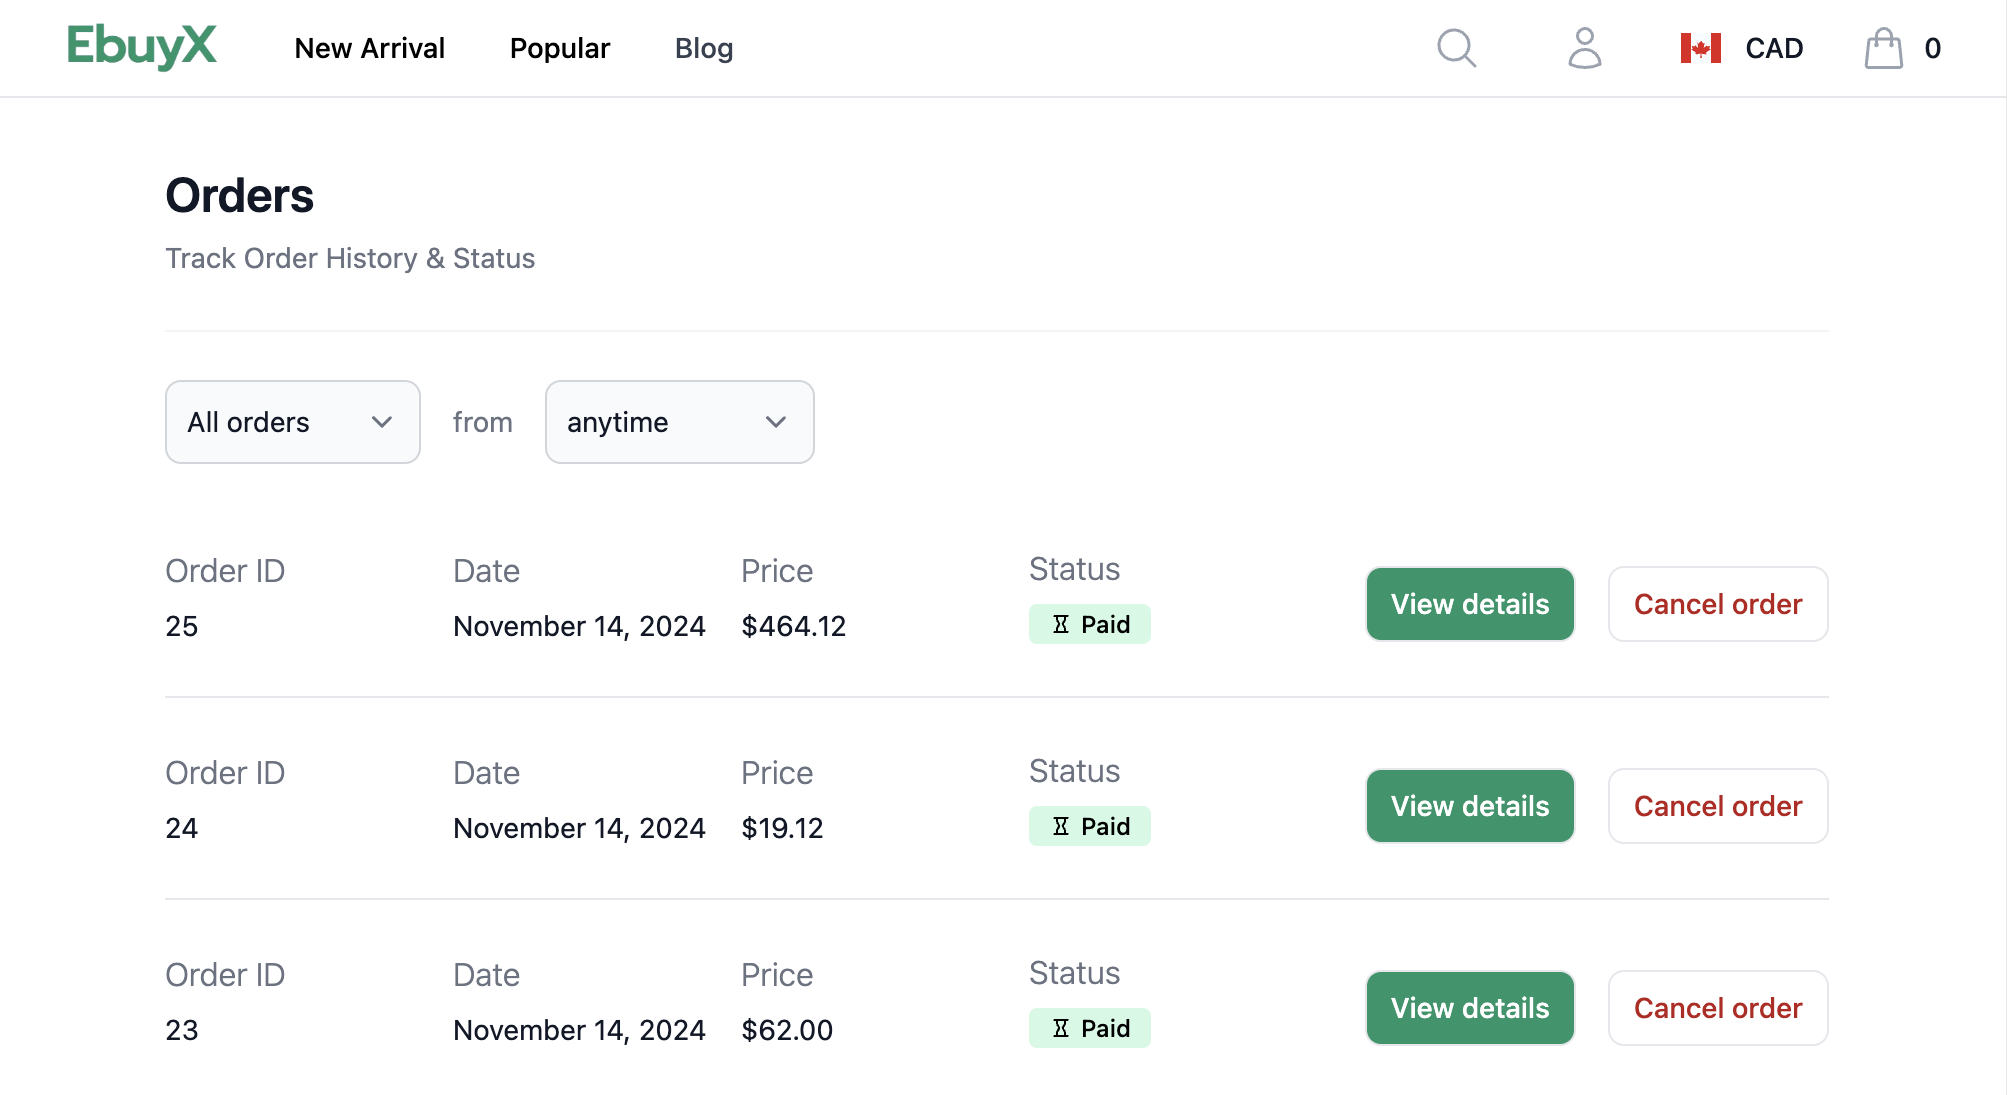 EbuyX New Arrival Popular Blog CAD 0
Orders
Track Order History & Status
All orders from anytime
Order ID Date Price Status
25 November 14, 2024 $464.12 Paid View details Cancel order
Order ID Date Price Status
24 November 14, 2024 $19.12 Paid View details Cancel order
Order ID Date Price Status
23 November 14, 2024 $62.00 Paid View details Cancel order